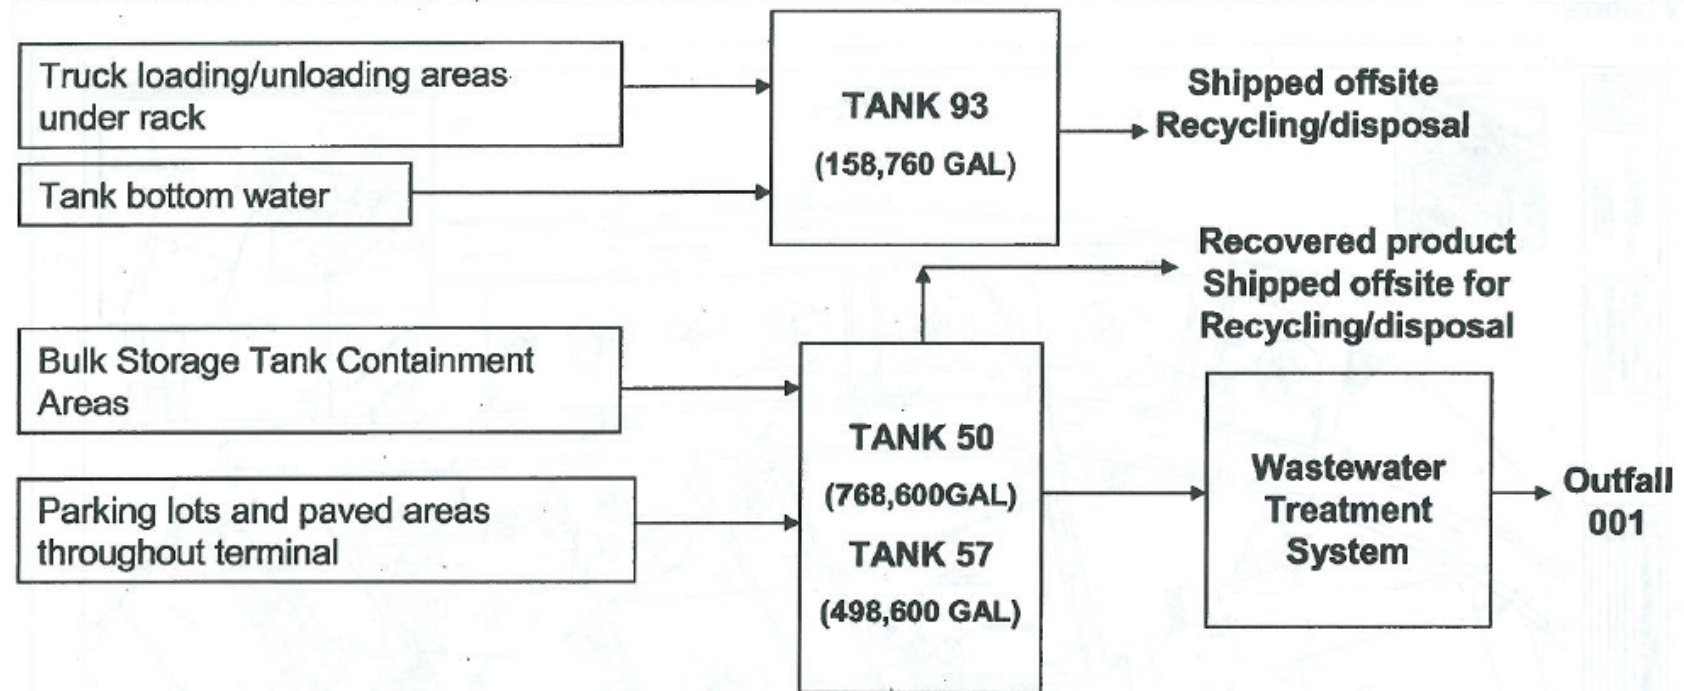 Truck loading/unloading areas
under rack
Tank bottom water
TANK 93
(158,760 GAL)
Shipped offsite
Recycling/disposal
Recovered product
Shipped offsite for
Recycling/disposal
Bulk Storage Tank Containment
Areas
Parking lots and paved areas
throughout terminal
TANK 50
(768,600GAL)
TANK 57
(498,600 GAL)
Wastewater
Treatment
System
Outfall
001